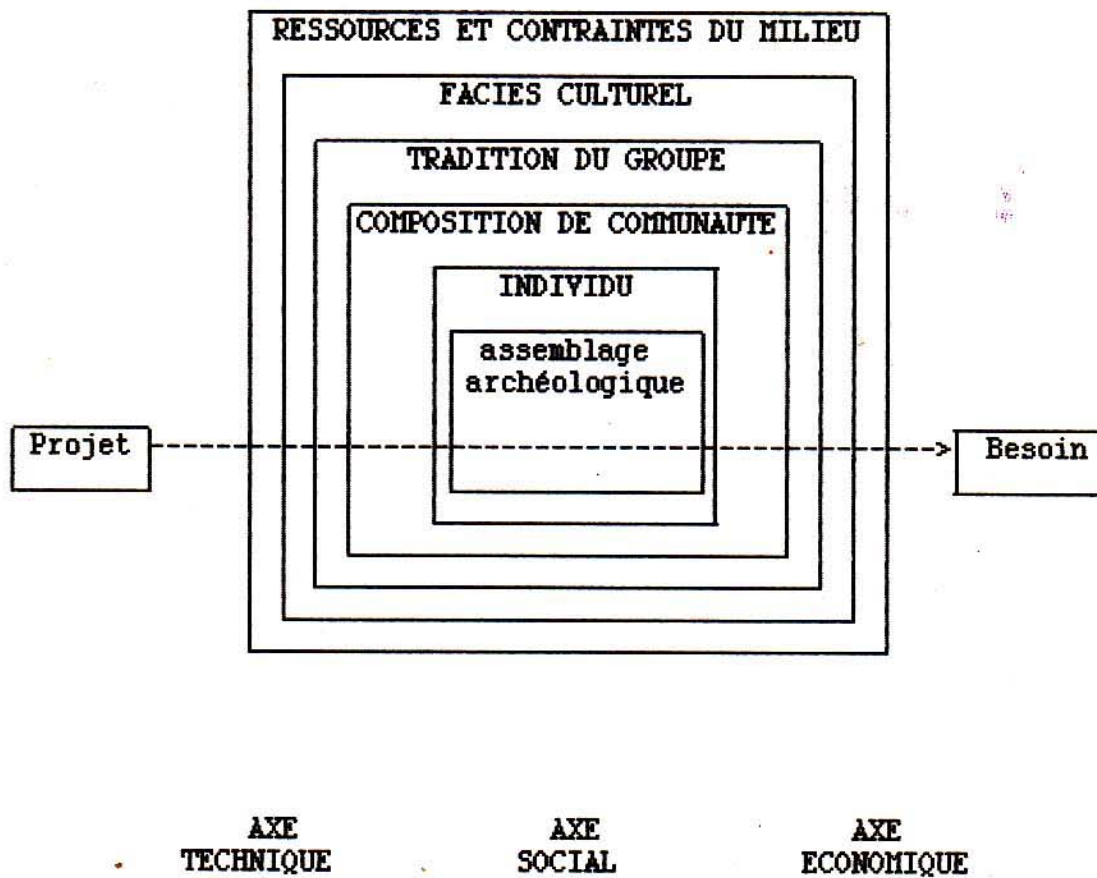 RESSOURCES ET CONTRAINTES DU MILIEU
FACIES CULTUREL
TRADITION DU GROUPE
COMPOSITION DE COMMUNAUTE
INDIVIDU
assemblage
archéologique
Projet
Besoin
AXE
TECHNIQUE
AXE
SOCIAL
AXE
ECONOMIQUE